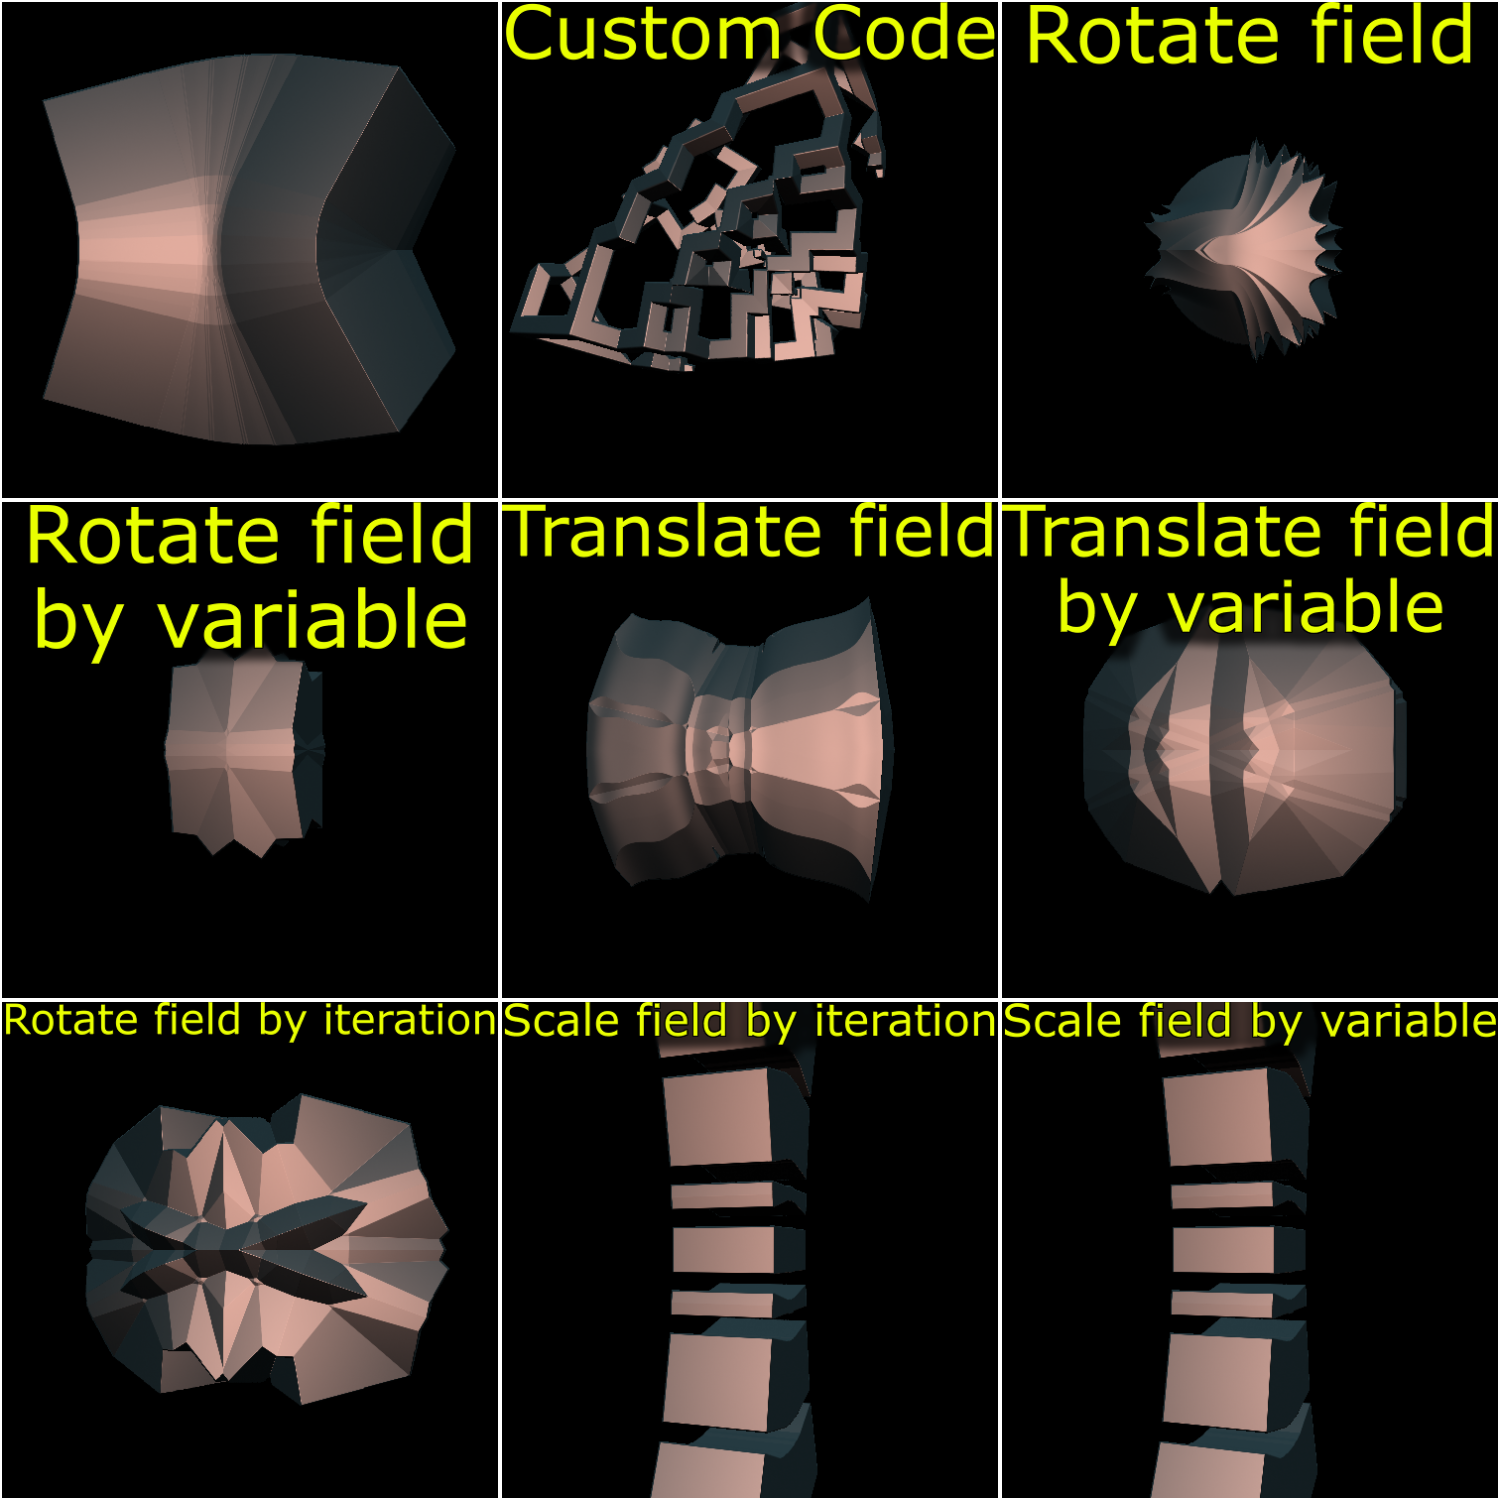 Custom Code
Rotate field
Rotate field
by variable
Translate field
Translate field
by variable
Rotate field by iteration
Scale field by iteration
Scale field by variable